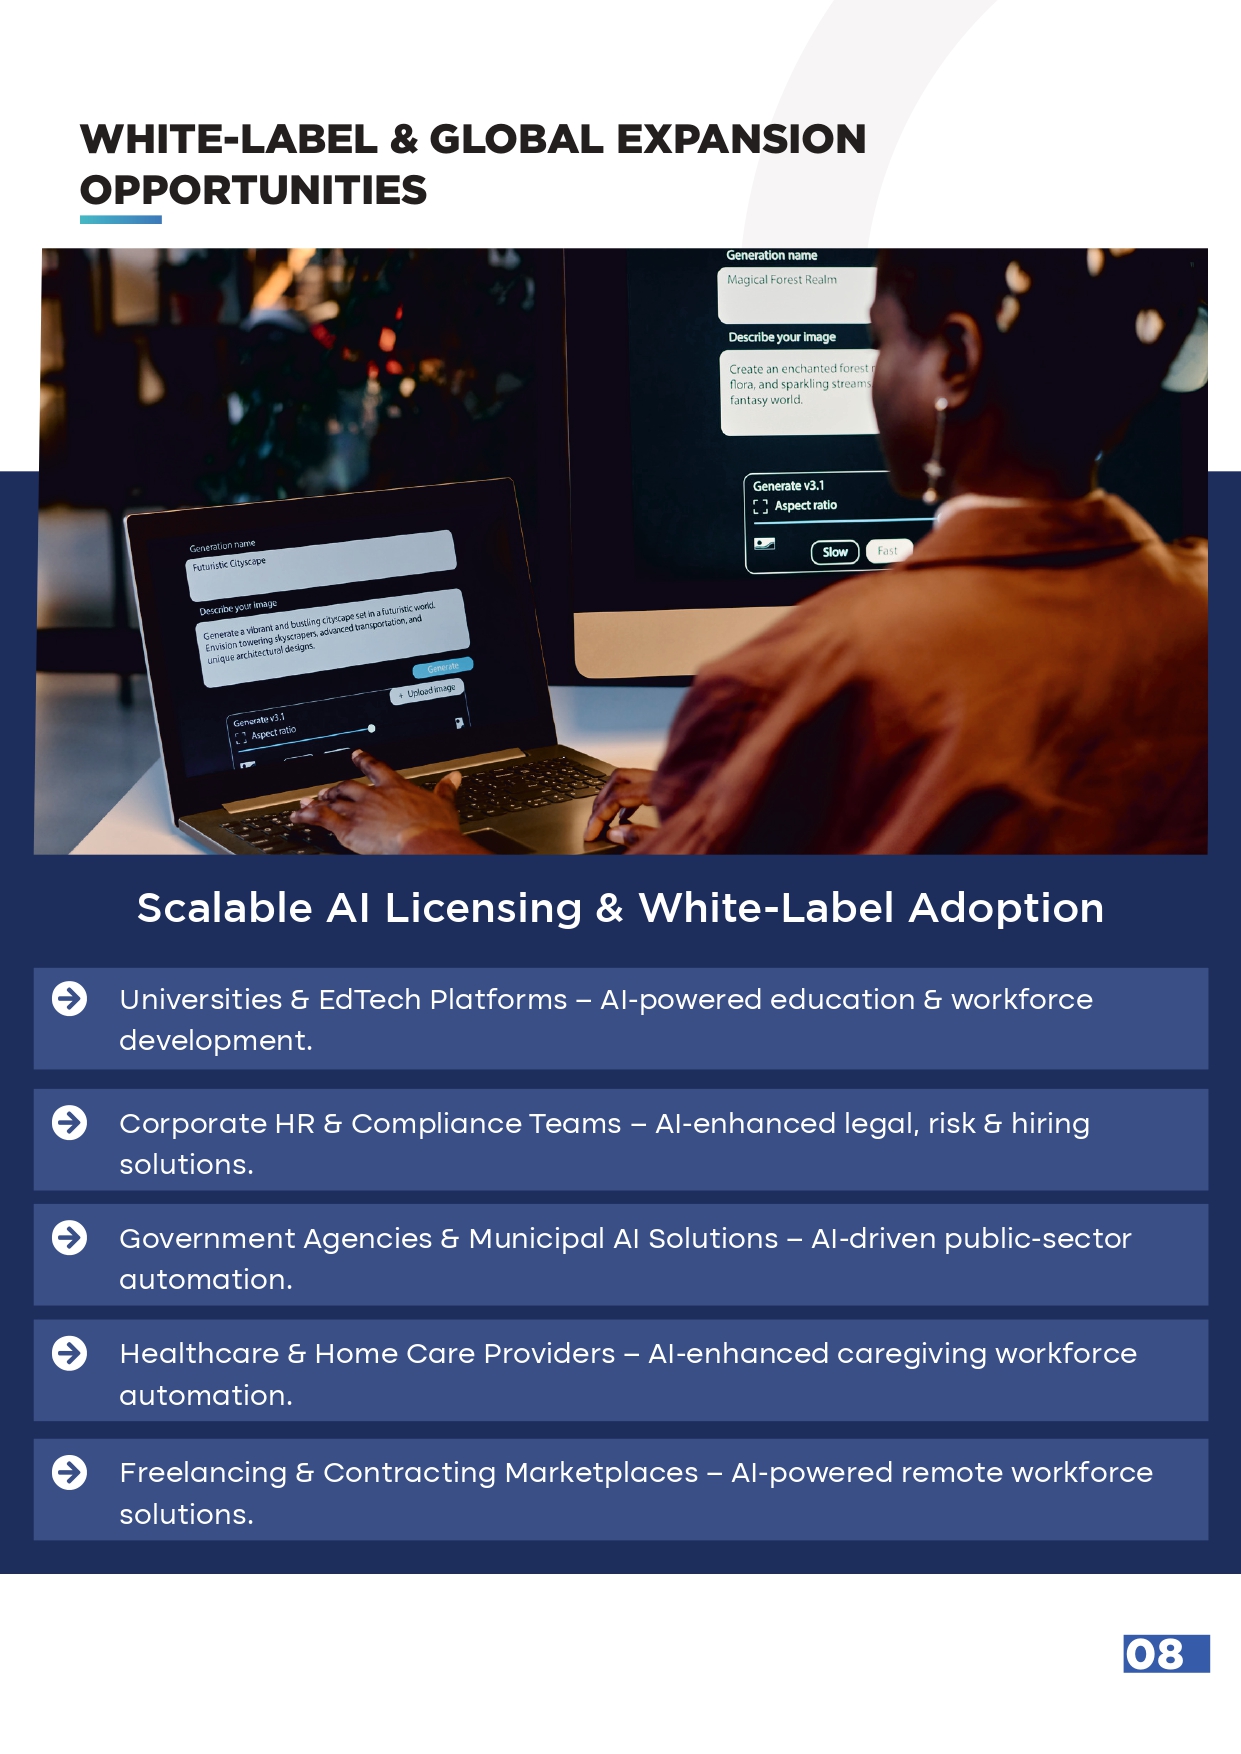 WHITE-LABEL & GLOBAL EXPANSION
OPPORTUNITIES
Generation name
Magical Forest Realm
Describe your image
Create an enchanted forest
flora, and sparkling streams
fantasy world.
Generate v3.1
Aspect ratio
Slow
Fast
Generation name
Futuristic Cityscape
Describe your image
Generate a vibrant and bustling cityscape set in a futuristic world.
Envision towering skyscrapers, advanced transportation, and
unique architectural designs.
Generate
+ Upload image
Generate v3.1
Aspect ratio
Scalable AI Licensing & White-Label Adoption
Universities & EdTech Platforms – AI-powered education & workforce
development.
Corporate HR & Compliance Teams – AI-enhanced legal, risk & hiring
solutions.
Government Agencies & Municipal AI Solutions – AI-driven public-sector
automation.
Healthcare & Home Care Providers – AI-enhanced caregiving workforce
automation.
Freelancing & Contracting Marketplaces – AI-powered remote workforce
solutions.
08